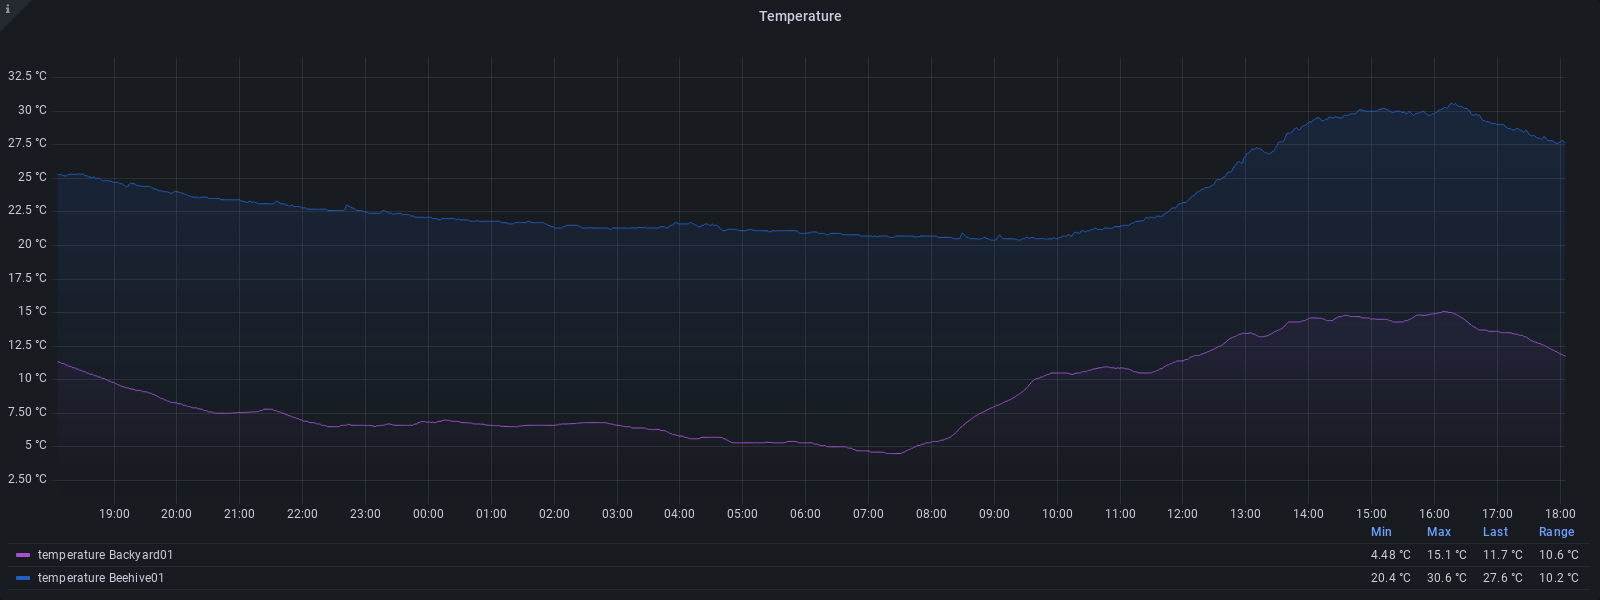 i
Temperature
32.5 °C
30 °C
27.5 °C
25 °C
22.5 °C
20 °C
17.5 °C
15 °C
12.5 °C
10 °C
7.50 °C
5 °C
2.50 °C
19:00 20:00 21:00 22:00 23:00 00:00 01:00 02:00 03:00 04:00 05:00 06:00 07:00 08:00 09:00 10:00 11:00 12:00 13:00 14:00 15:00 16:00 17:00 18:00
Min Max Last Range
temperature Backyard01 4.48 °C 15.1 °C 11.7 °C 10.6 °C
temperature Beehive01 20.4 °C 30.6 °C 27.6 °C 10.2 °C